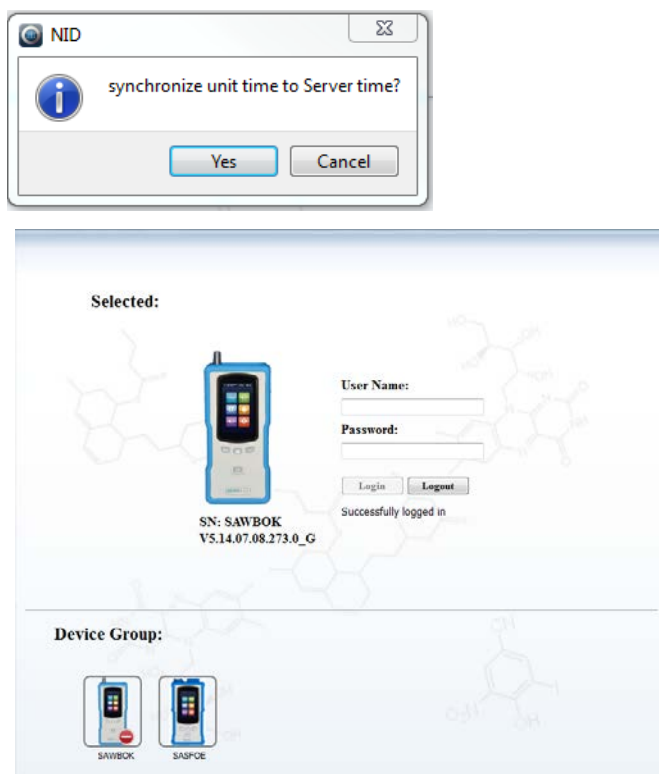 NID
synchronize unit time to Server time?
Yes
Cancel
Selected:
User Name:
Password:
Login
Logout
Successfully logged in
SN: SAWBOK
V5.14.07.08.273.0_G
Device Group:
SAWBOK
SASFOE